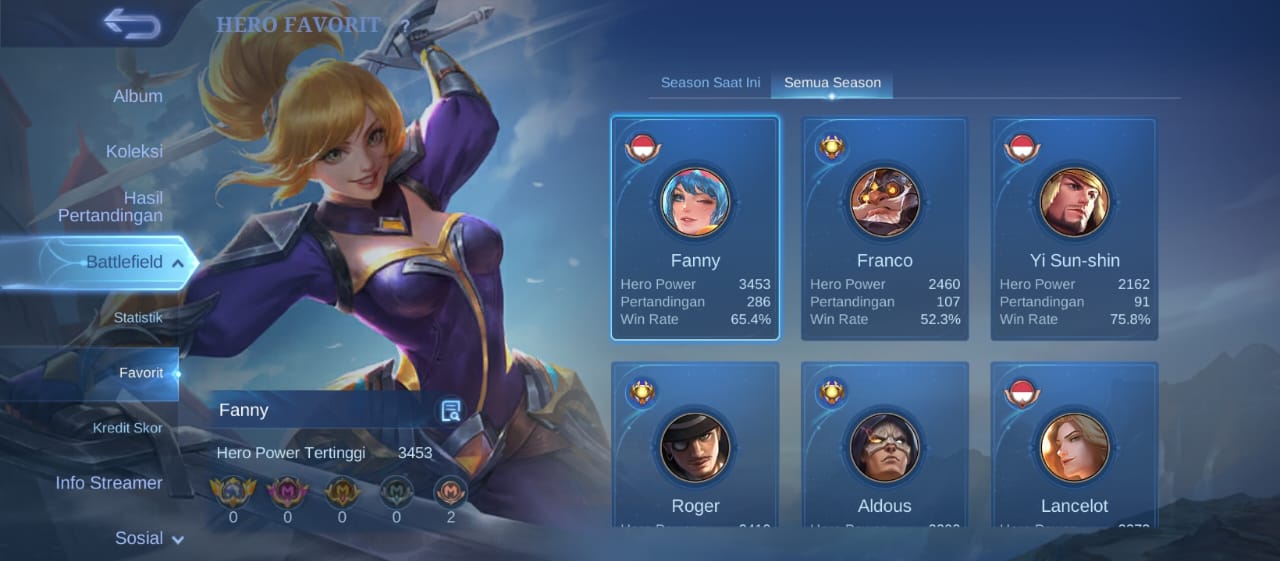 HERO FAVORIT ?
Album
Koleksi
Hasil
Pertandingan
Battlefield
Statistik
Favorit
Kredit Skor
Info Streamer
Sosial
Fanny
Hero Power Tertinggi 3453
0 0 0 0 2
Season Saat Ini Semua Season
Fanny
Hero Power 3453
Pertandingan 286
Win Rate 65.4%
Franco
Hero Power 2460
Pertandingan 107
Win Rate 52.3%
Yi Sun-shin
Hero Power 2162
Pertandingan 91
Win Rate 75.8%
Roger
Aldous
Lancelot